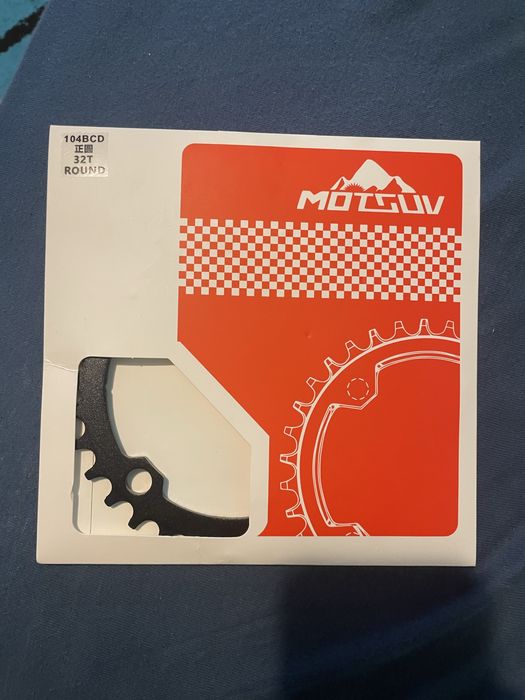 104BCD
正圆
32T
ROUND
MOTSUV